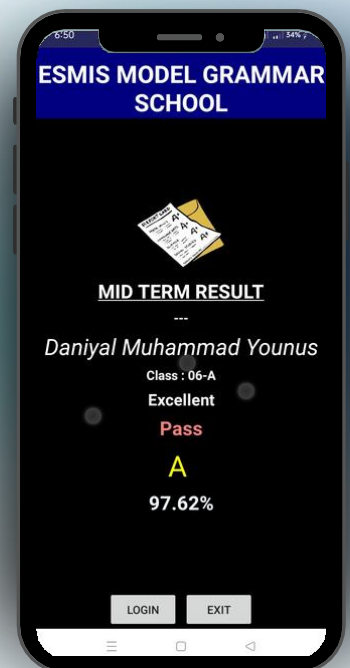 6:50
54%
ESMIS MODEL GRAMMAR
SCHOOL
MID TERM RESULT
---
Daniyal Muhammad Younus
Class : 06-A
Excellent
Pass
A
97.62%
LOGIN EXIT